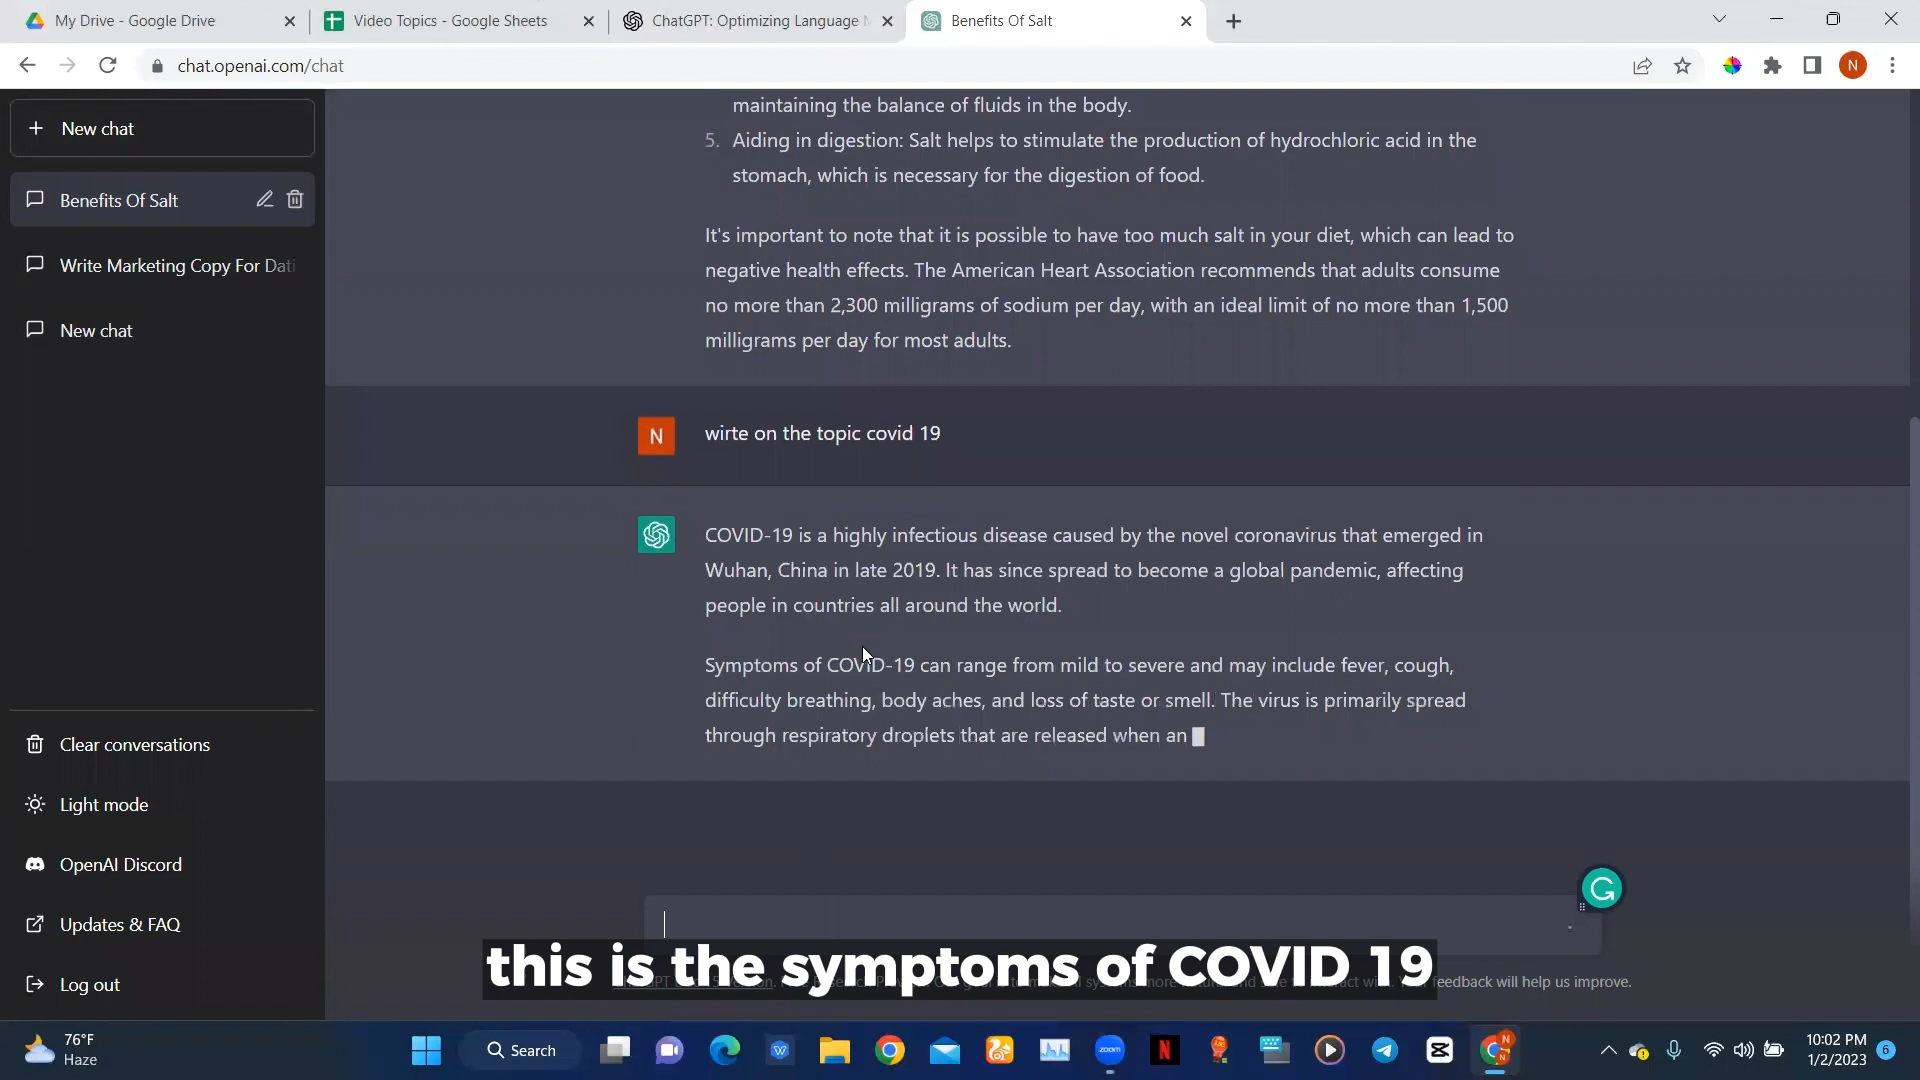 My Drive - Google Drive
Video Topics - Google Sheets
ChatGPT: Optimizing Language
Benefits Of Salt
chat.openai.com/chat
N
New chat
Benefits Of Salt
Write Marketing Copy For Dati
New chat
Clear conversations
Light mode
OpenAI Discord
Updates & FAQ
Log out
maintaining the balance of fluids in the body.
5. Aiding in digestion: Salt helps to stimulate the production of hydrochloric acid in the
stomach, which is necessary for the digestion of food.
It's important to note that it is possible to have too much salt in your diet, which can lead to
negative health effects. The American Heart Association recommends that adults consume
no more than 2,300 milligrams of sodium per day, with an ideal limit of no more than 1,500
milligrams per day for most adults.
N
wirte on the topic covid 19
COVID-19 is a highly infectious disease caused by the novel coronavirus that emerged in
Wuhan, China in late 2019. It has since spread to become a global pandemic, affecting
people in countries all around the world.
Symptoms of COVID-19 can range from mild to severe and may include fever, cough,
difficulty breathing, body aches, and loss of taste or smell. The virus is primarily spread
through respiratory droplets that are released when an
this is the symptoms of COVID 19
feedback will help us improve.
76°F
Haze
Search
zoom
10:02 PM
1/2/2023
6